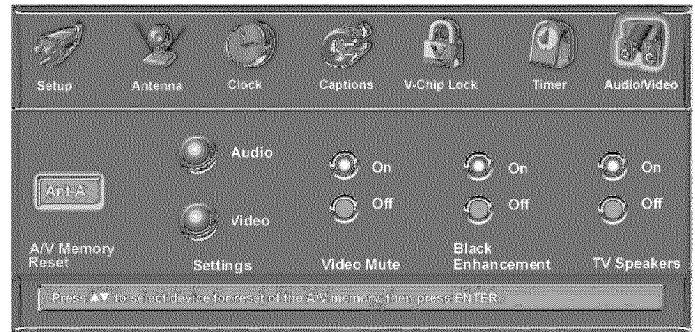 Setup Antenna Clock Captions V-Chip Lock Timer Audio/Video
Audio On On On
Ant-A
Video Off Off Off
A/V Memory Reset Settings Video Mute Black Enhancement TV Speakers
Press ▲▼ to select device for reset of the A/V memory, then press ENTER.